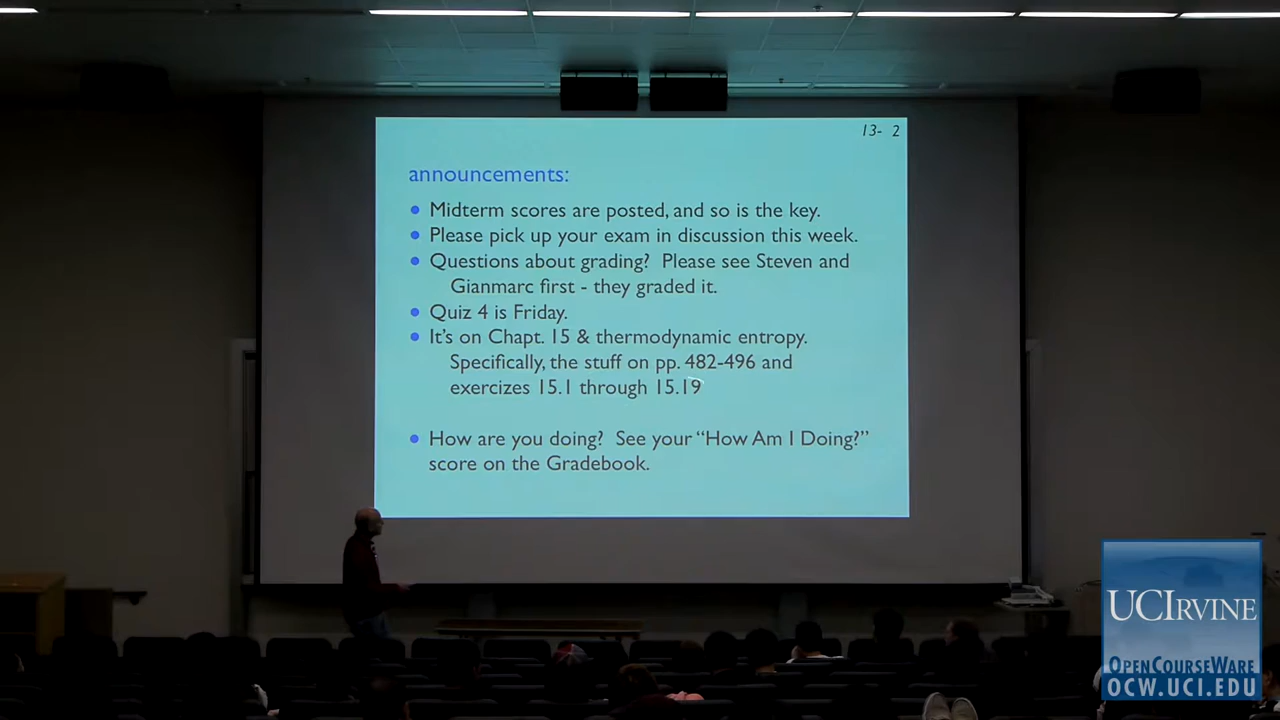 13- 2
announcements:
• Midterm scores are posted, and so is the key.
• Please pick up your exam in discussion this week.
• Questions about grading? Please see Steven and
Gianmarc first - they graded it.
• Quiz 4 is Friday.
• It's on Chapt. 15 & thermodynamic entropy.
Specifically, the stuff on pp. 482-496 and
exercizes 15.1 through 15.19
• How are you doing? See your “How Am I Doing?”
score on the Gradebook.
UCIRVINE
OPENCOURSEWARE
OCW.UCI.EDU